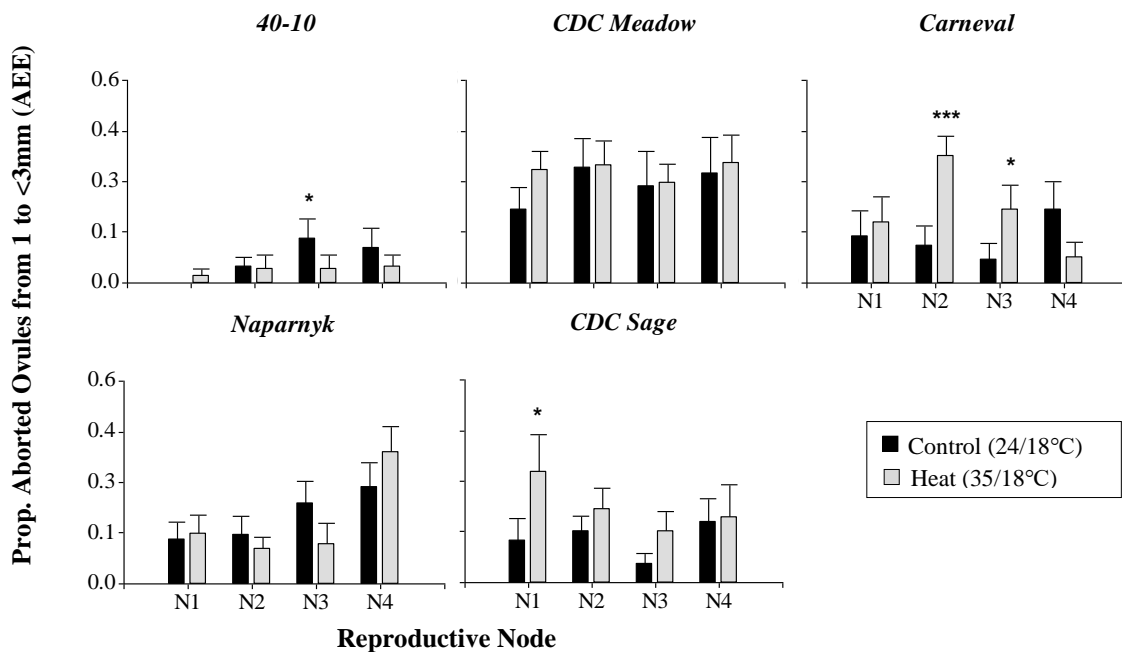 40-10
CDC Meadow
Carneval
Prop. Aborted Ovules from 1 to <3mm (AEE)
0.6
0.4
0.3
0.1
0.0
*
***
*
N1 N2 N3 N4
Naparnyk
CDC Sage
0.6
0.4
0.3
0.1
0.0
*
N1 N2 N3 N4
N1 N2 N3 N4
Control (24/18°C)
Heat (35/18°C)
Reproductive Node